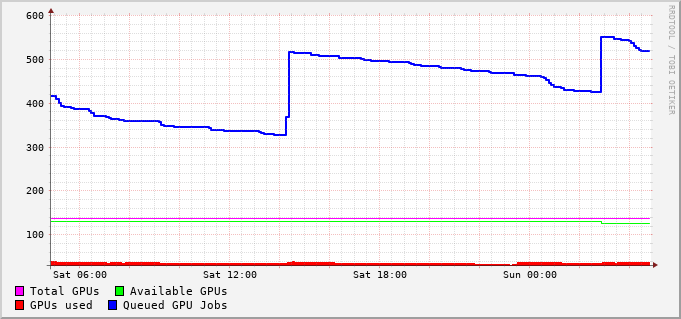 600
500
400
300
200
100
Sat 06:00 Sat 12:00 Sat 18:00 Sun 00:00
Total GPUs Available GPUs
GPUs used Queued GPU Jobs
RRDTOOL / TOBI OETIKER